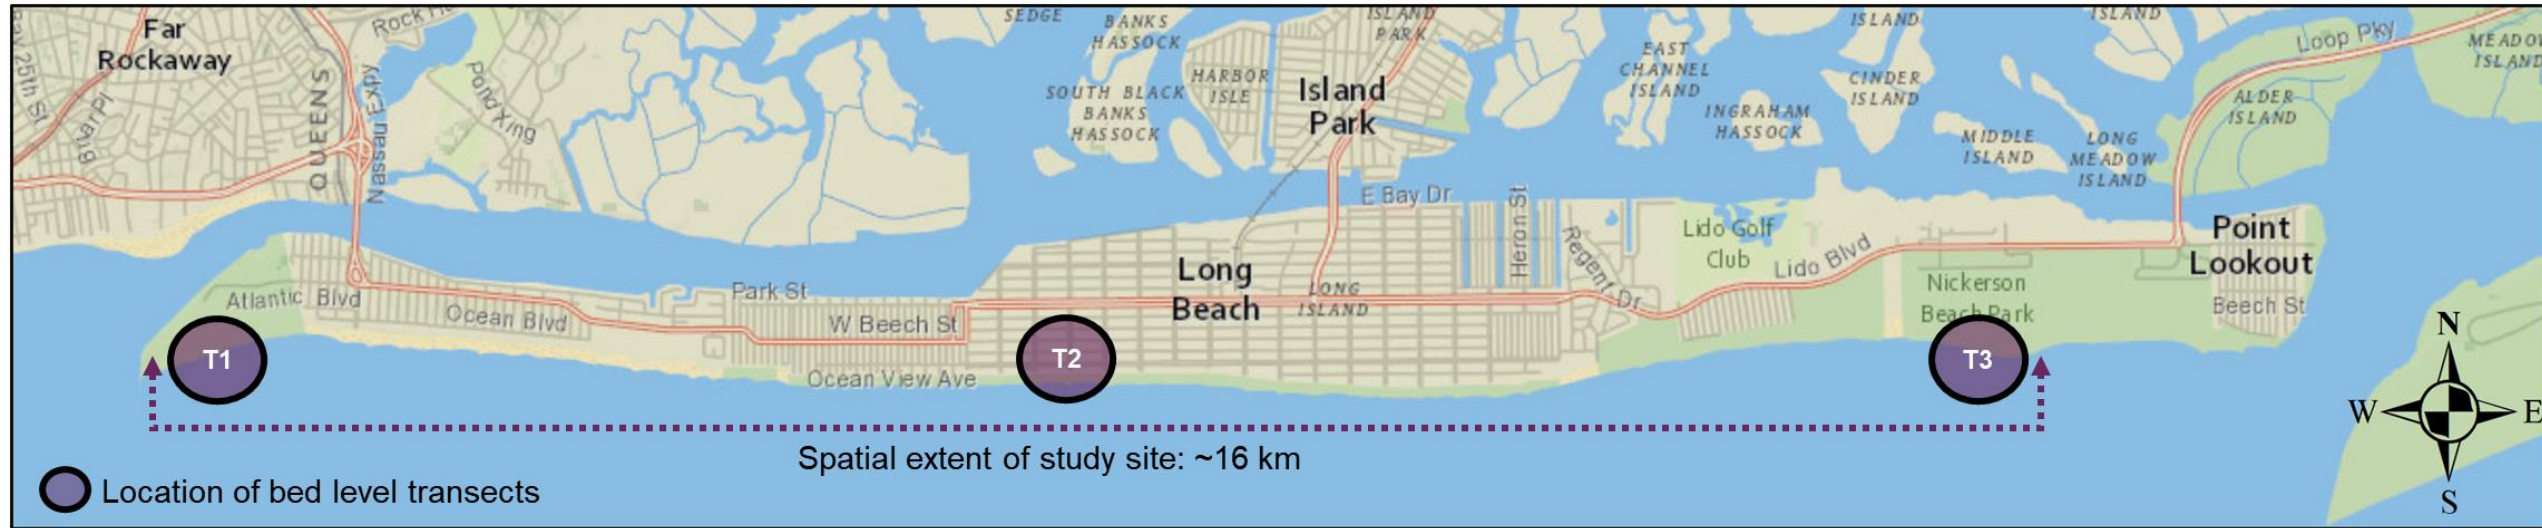 Far
Rockaway
Rock
SEDGE
BANKS
HASSOCK
ISLAND
PARK
ISLAND
ISLAND
Loop Pky
MEADOW
ISLAND
25th St
QUEENS
Nassau Expy
Pond Xing
SOUTH BLACK
BANKS
HASSOCK
HARBOR
ISLE
Island
Park
EAST
CHANNEL
ISLAND
INGRAHAM
HASSOCK
CINDER
ISLAND
MIDDLE
ISLAND
LONG
MEADOW
ISLAND
ALDER
ISLAND
E Bay Dr
Heron St
Regent Dr
Lido Golf
Club
Lido Blvd
Point
Lookout
Atlantic Blvd
Ocean Blvd
Park St
W Beech St
Long
Beach
LONG
ISLAND
Nickerson
Beach Park
Beech St
Ocean View Ave
T1
T2
T3
N
W
E
S
Spatial extent of study site: ~16 km
Location of bed level transects